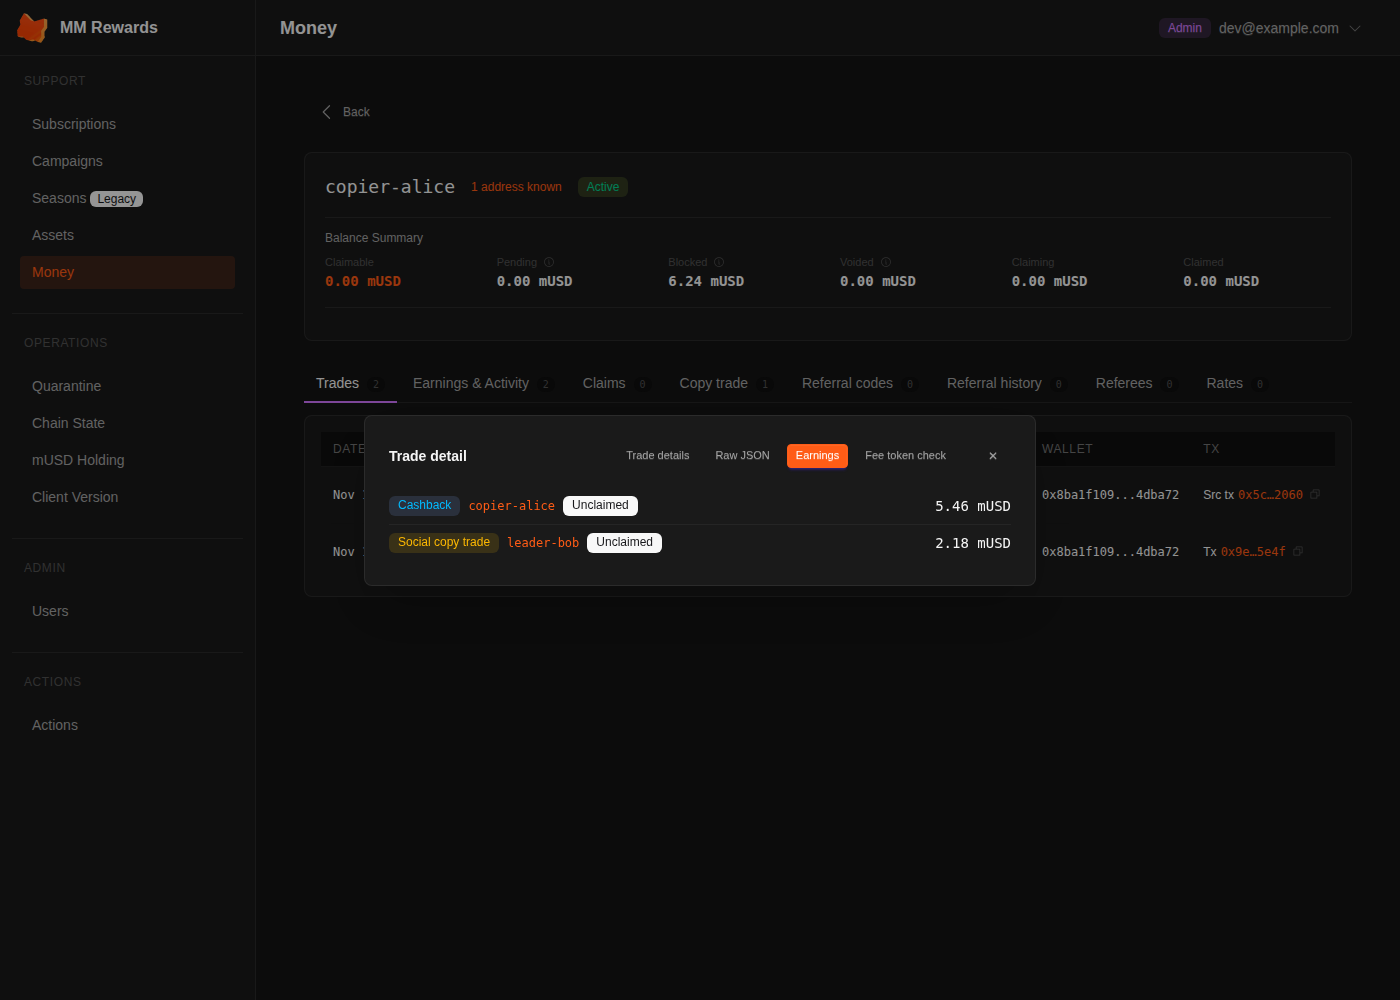 MM Rewards
Money
Admin
dev@example.com
SUPPORT
Subscriptions
Campaigns
Seasons Legacy
Assets
Money
OPERATIONS
Quarantine
Chain State
mUSD Holding
Client Version
ADMIN
Users
ACTIONS
Actions
Back
copier-alice 1 address known Active
Balance Summary
Claimable Pending Blocked Voided Claiming Claimed
0.00 mUSD 0.00 mUSD 6.24 mUSD 0.00 mUSD 0.00 mUSD 0.00 mUSD
Trades 2 Earnings & Activity 2 Claims 0 Copy trade 1 Referral codes 0 Referral history 0 Referees 0 Rates 0
DATE WALLET TX
Nov 0x8ba1f109...4dba72 Src tx 0x5c…2060
Nov 0x8ba1f109...4dba72 Tx 0x9e…5e4f
Trade detail Trade details Raw JSON Earnings Fee token check ×
Cashback copier-alice Unclaimed 5.46 mUSD
Social copy trade leader-bob Unclaimed 2.18 mUSD